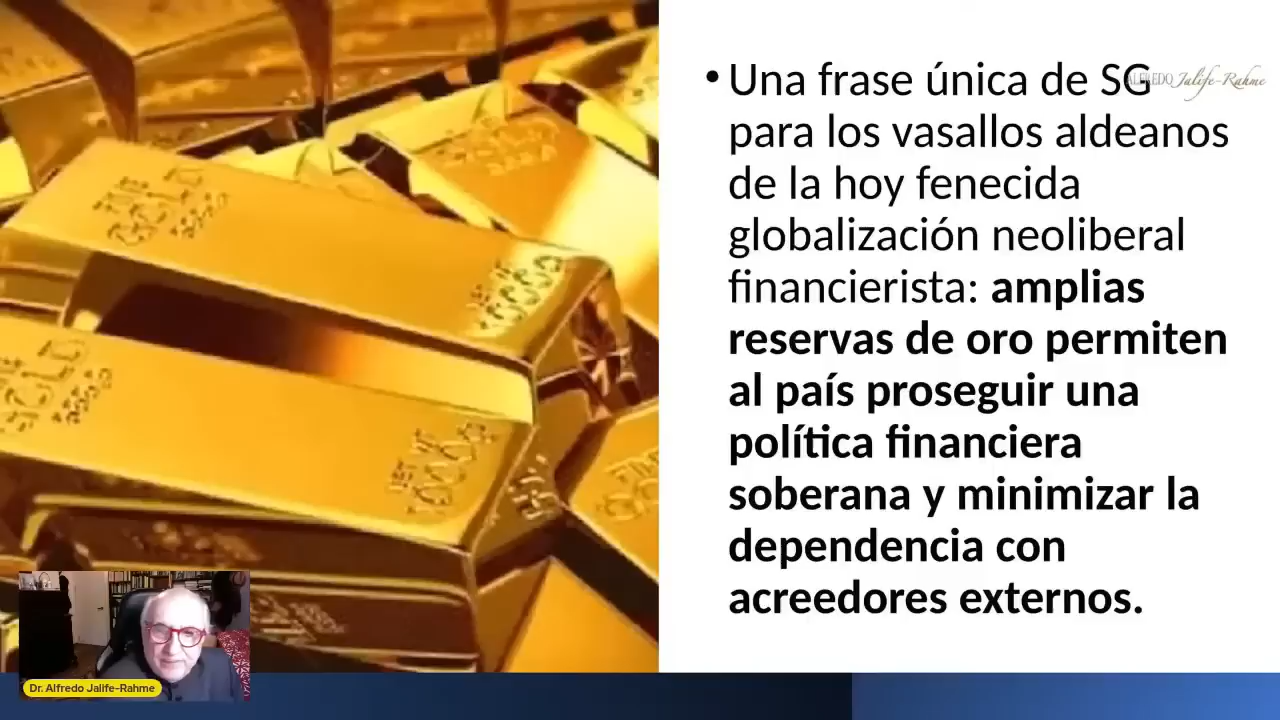 • Una frase única de SG
ALFREDO Jalife-Rahme
para los vasallos aldeanos
de la hoy fenecida
globalización neoliberal
financierista: amplias
reservas de oro permiten
al país proseguir una
política financiera
soberana y minimizar la
dependencia con
acreedores externos.
Dr. Alfredo Jalife-Rahme